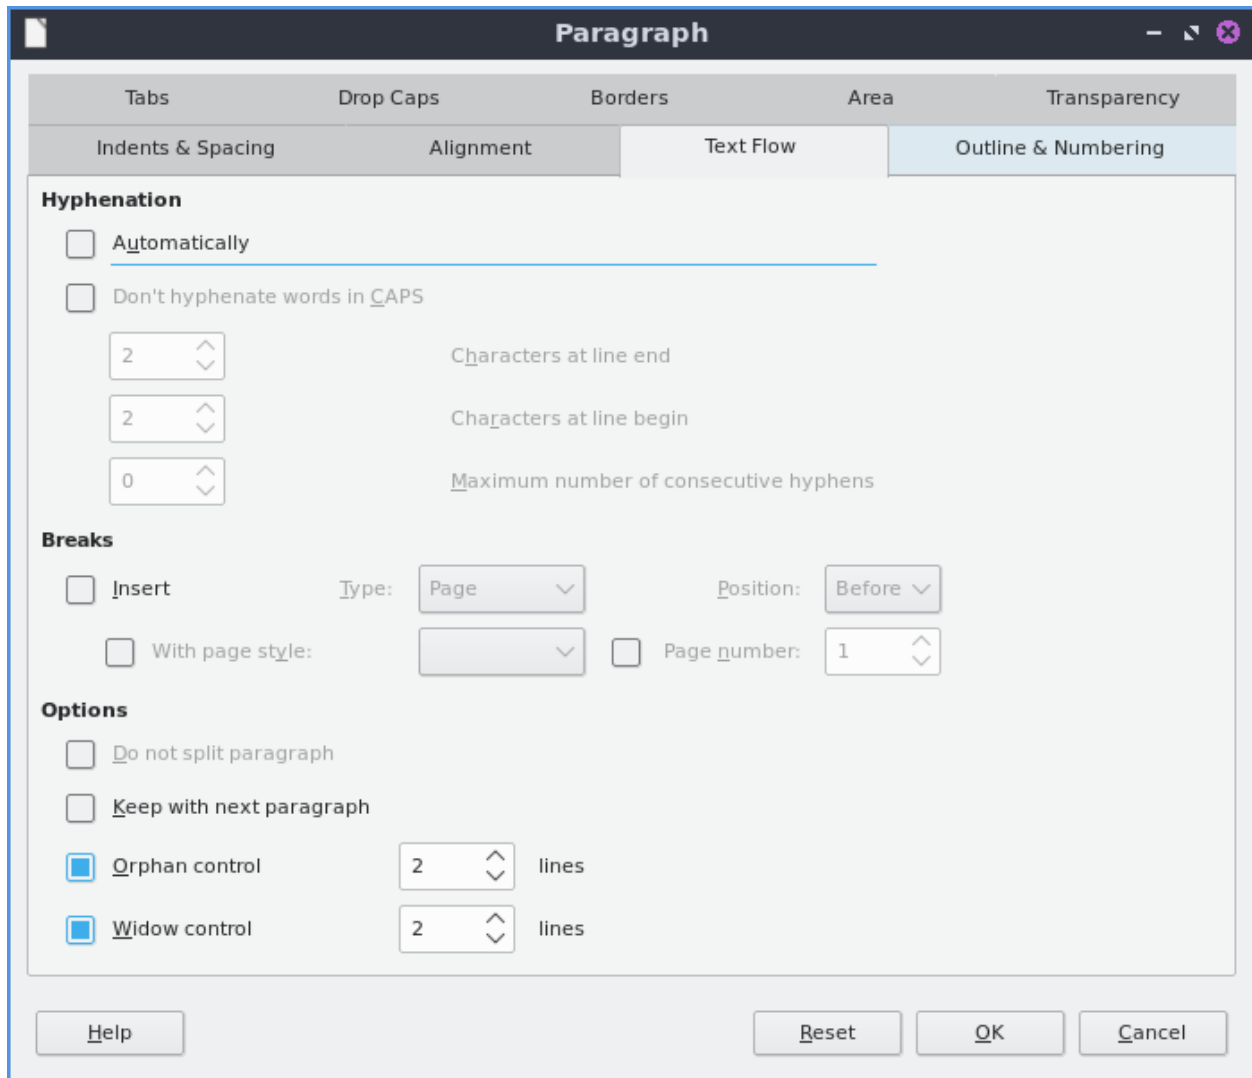 Paragraph
Tabs Drop Caps Borders Area Transparency
Indents & Spacing Alignment Text Flow Outline & Numbering
Hyphenation
Automatically
Don't hyphenate words in CAPS
2 Characters at line end
2 Characters at line begin
0 Maximum number of consecutive hyphens
Breaks
Insert Type: Page Position: Before
With page style: Page number: 1
Options
Do not split paragraph
Keep with next paragraph
Orphan control 2 lines
Widow control 2 lines
Help Reset OK Cancel